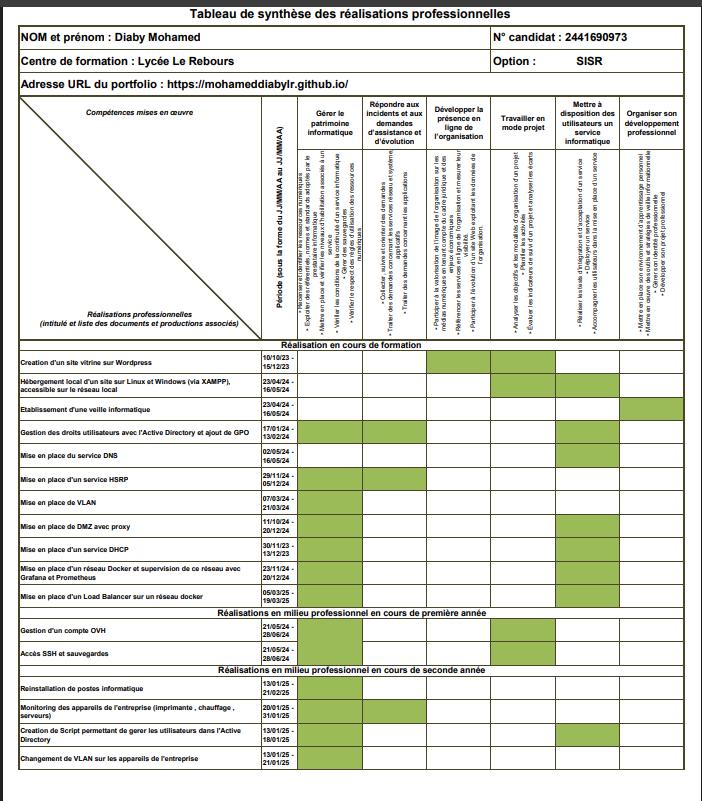 Tableau de synthèse des réalisations professionnelles
NOM et prénom : Diaby Mohamed
N° candidat : 2441690973
Centre de formation : Lycée Le Rebours
Option : SISR
Adresse URL du portfolio : https://mohameddiabylr.github.io/
Compétences mises en œuvre
Réalisations professionnelles
(intitulé et liste des documents et productions associés)
Période (sous la forme du JJ/MM/AA au JJ/MM/AA)
Gérer le
patrimoine
informatique
Répondre aux
incidents et aux
demandes
d'assistance et
d'évolution
Développer la
présence en
ligne de
l'organisation
Travailler en
mode projet
Mettre à
disposition des
utilisateurs un
service
informatique
Organiser son
développement
professionnel
• Recenser et identifier les ressources numériques
• Exploiter des référentiels, normes et standards adoptés par le
prestataire informatique
• Mettre en place et vérifier les niveaux d'habilitation associés à un
service
• Vérifier les conditions de la continuité d'un service informatique
• Gérer des sauvegardes
• Vérifier le respect des règles d'utilisation des ressources
numériques
• Collecter, suivre et orienter des demandes
• Traiter des demandes concernant les services réseau et système,
applicatifs
• Traiter des demandes concernant les applications
• Participer à la valorisation de l'image de l'organisation sur les
médias numériques en tenant compte du cadre juridique et des
enjeux économiques
• Référencer les services en ligne de l'organisation et mesurer leur
visibilité.
• Participer à l'évolution d'un site Web exploitant les données de
l'organisation.
• Analyser les objectifs et les modalités d'organisation d'un projet
• Planifier les activités
• Évaluer les indicateurs de suivi d'un projet et analyser les écarts
• Réaliser les tests d'intégration et d'acceptation d'un service
• Déployer un service
• Accompagner les utilisateurs dans la mise en place d'un service
• Mettre en place son environnement d'apprentissage personnel
• Mettre en œuvre des outils et stratégies de veille informationnelle
• Gérer son identité professionnelle
• Développer son projet professionnel
Réalisation en cours de formation
Creation d'un site vitrine sur Wordpress
10/10/23 -
15/12/23
Hébergement local d'un site sur Linux et Windows (via XAMPP),
accessible sur le réseau local
23/04/24 -
16/05/24
Etablissement d'une veille informatique
23/04/24 -
16/05/24
Gestion des droits utilisateurs avec l'Active Directory et ajout de GPO
17/01/24 -
13/02/24
Mise en place du service DNS
02/05/24 -
16/05/24
Mise en place d'un service HSRP
29/11/24 -
05/12/24
Mise en place de VLAN
07/03/24 -
21/03/24
Mise en place de DMZ avec proxy
11/10/24 -
20/12/24
Mise en place d'un service DHCP
30/11/23 -
13/12/23
Mise en place d'un réseau Docker et supervision de ce réseau avec
Grafana et Prometheus
23/11/24 -
20/12/24
Mise en place d'un Load Balancer sur un réseau docker
05/03/25 -
19/03/25
Réalisations en milieu professionnel en cours de première année
Gestion d'un compte OVH
21/05/24 -
28/06/24
Accès SSH et sauvegardes
21/05/24 -
28/06/24
Réalisations en milieu professionnel en cours de seconde année
Reinstallation de postes informatique
13/01/25 -
21/02/25
Monitoring des appareils de l'entreprise (imprimante , chauffage ,
serveurs)
20/01/25 -
31/01/25
Creation de Script permettant de gerer les utilisateurs dans l'Active
Directory
13/01/25 -
18/01/25
Changement de VLAN sur les appareils de l'entreprise
13/01/25 -
21/01/25